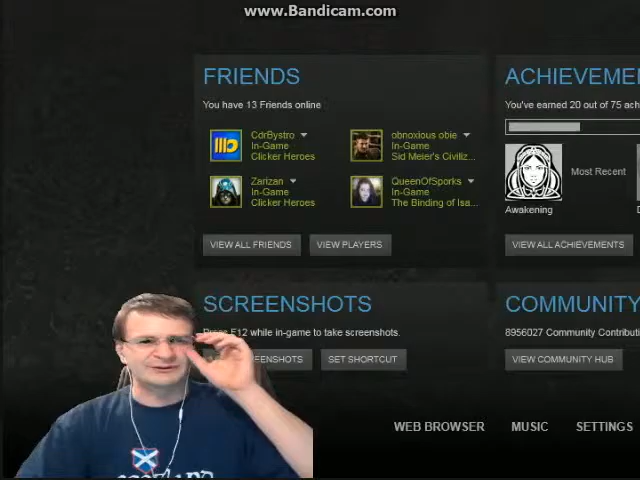 www.Bandicam.com
FRIENDS
You have 13 Friends online
CdrBystro
In-Game
Clicker Heroes
obnoxious obie
In-Game
Sid Meier's Civiliz...
Zarizan
In-Game
Clicker Heroes
QueenOfSporks
In-Game
The Binding of Isa...
VIEW ALL FRIENDS
VIEW PLAYERS
ACHIEVEME
You've earned 20 out of 75 ach
Most Recent
Awakening
VIEW ALL ACHIEVEMENTS
SCREENSHOTS
F12 while in-game to take screenshots.
SET SHORTCUT
COMMUNITY
8956027 Community Contributi
VIEW COMMUNITY HUB
WEB BROWSER
MUSIC
SETTINGS